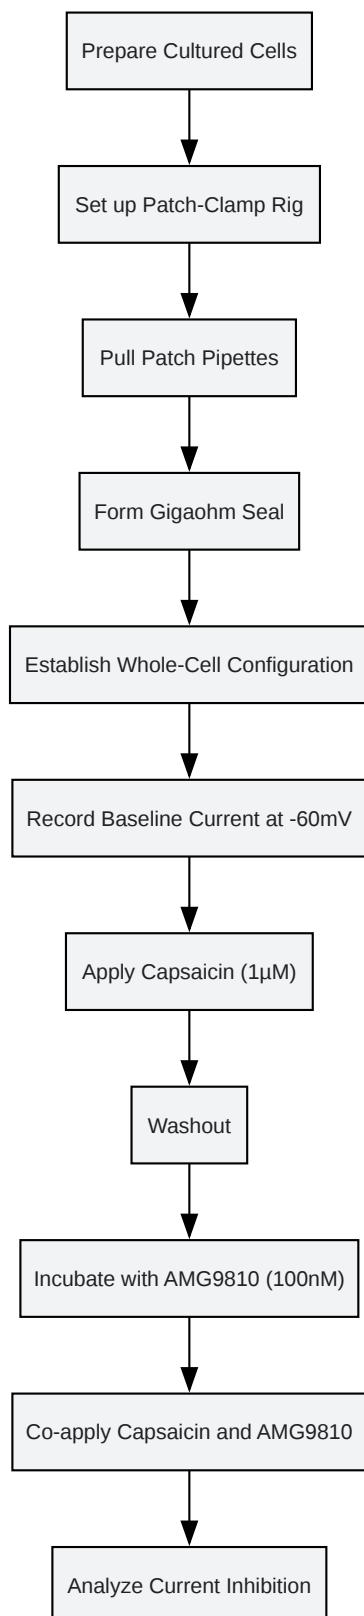 Prepare Cultured Cells
Set up Patch-Clamp Rig
Pull Patch Pipettes
Form Gigaohm Seal
Establish Whole-Cell Configuration
Record Baseline Current at -60mV
Apply Capsaicin (1µM)
Washout
Incubate with AMG9810 (100nM)
Co-apply Capsaicin and AMG9810
Analyze Current Inhibition